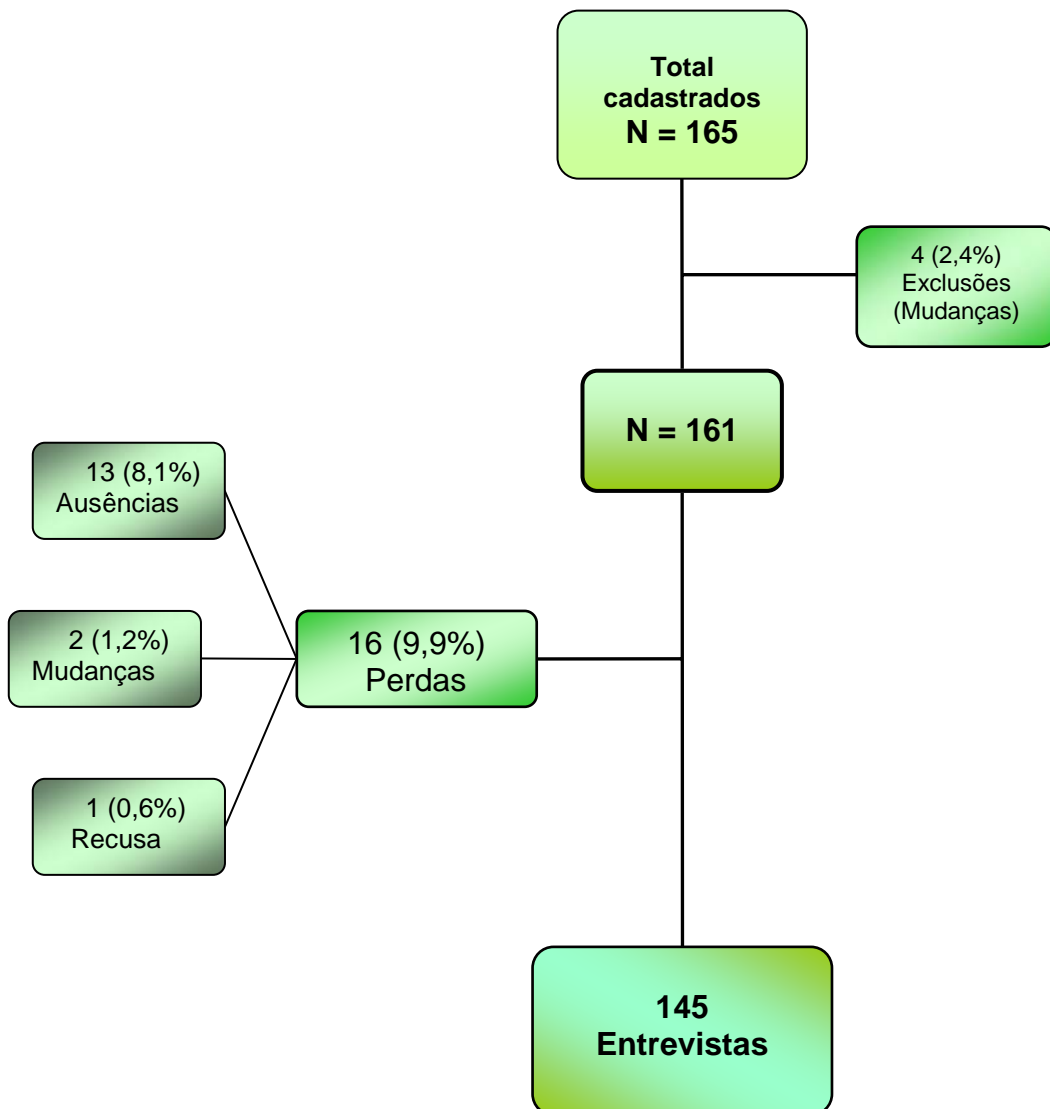 Total
cadastrados
N = 165
4 (2,4%)
Exclusões
(Mudanças)
N = 161
13 (8,1%)
Ausências
2 (1,2%)
Mudanças
16 (9,9%)
Perdas
1 (0,6%)
Recusa
145
Entrevistas